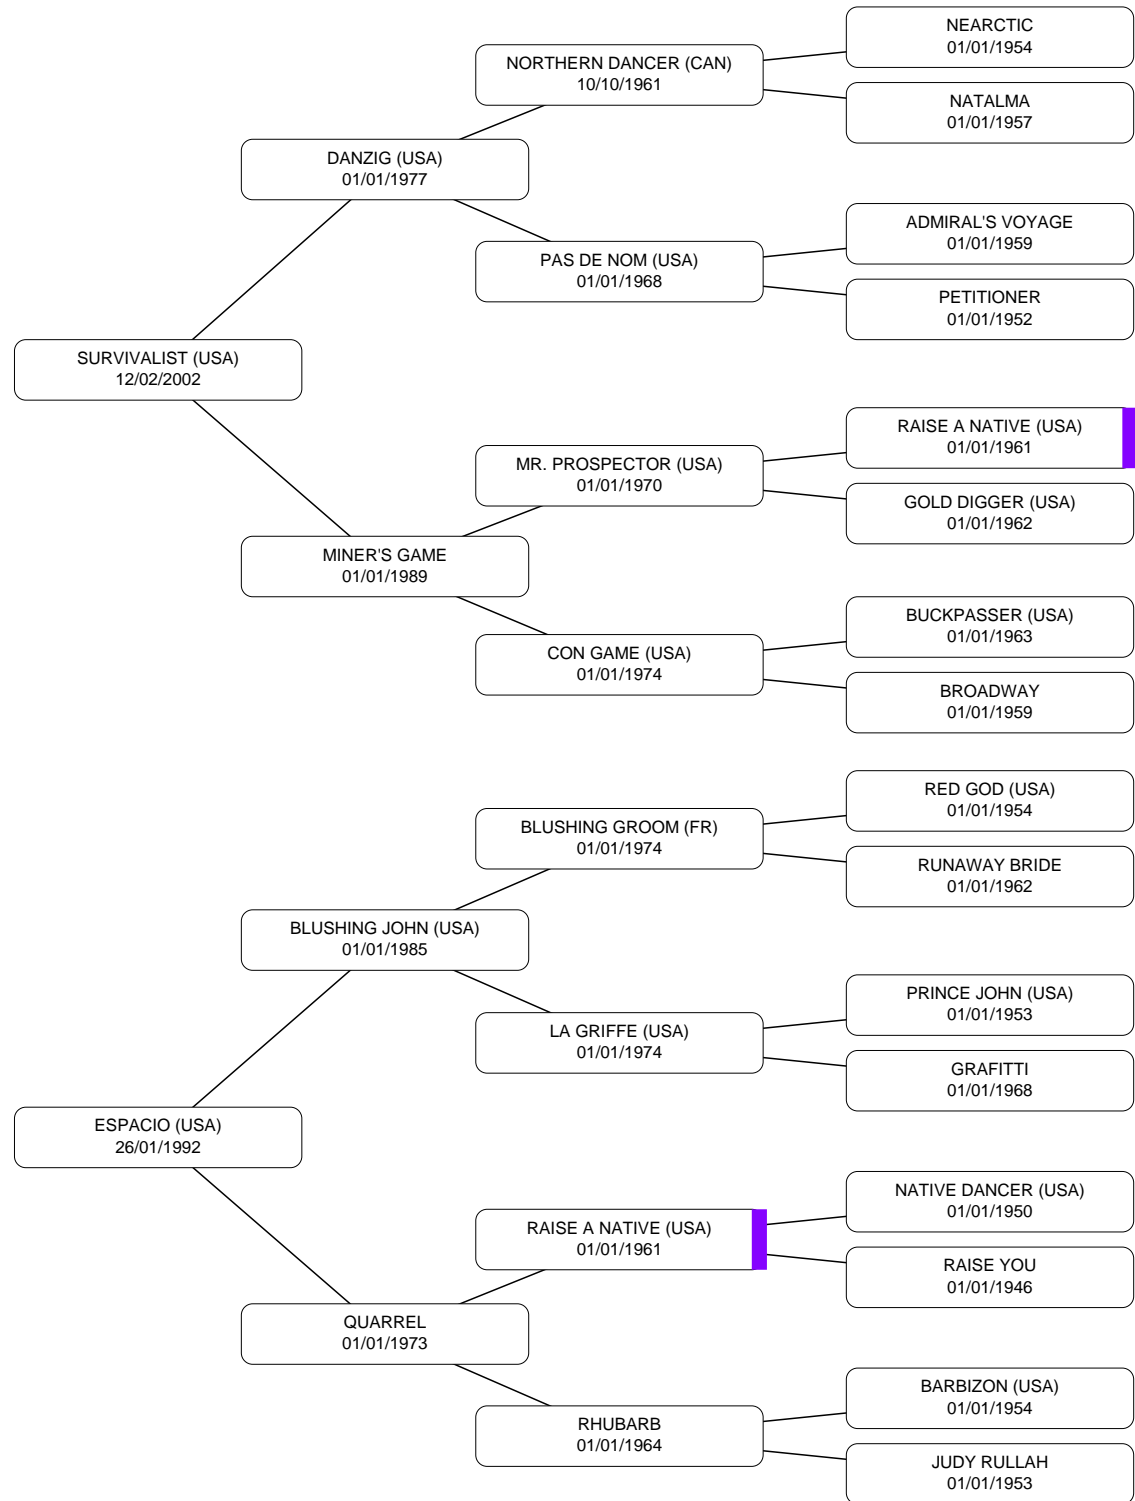 NEARCTIC
01/01/1954
NORTHERN DANCER (CAN)
10/10/1961
NATALMA
01/01/1957
DANZIG (USA)
01/01/1977
ADMIRAL'S VOYAGE
01/01/1959
PAS DE NOM (USA)
01/01/1968
PETITIONER
01/01/1952
SURVIVALIST (USA)
12/02/2002
RAISE A NATIVE (USA)
01/01/1961
MR. PROSPECTOR (USA)
01/01/1970
GOLD DIGGER (USA)
01/01/1962
MINER'S GAME
01/01/1989
BUCKPASSER (USA)
01/01/1963
CON GAME (USA)
01/01/1974
BROADWAY
01/01/1959
RED GOD (USA)
01/01/1954
BLUSHING GROOM (FR)
01/01/1974
RUNAWAY BRIDE
01/01/1962
BLUSHING JOHN (USA)
01/01/1985
PRINCE JOHN (USA)
01/01/1953
LA GRIFFE (USA)
01/01/1974
GRAFITTI
01/01/1968
ESPACIO (USA)
26/01/1992
NATIVE DANCER (USA)
01/01/1950
RAISE A NATIVE (USA)
01/01/1961
RAISE YOU
01/01/1946
QUARREL
01/01/1973
BARBIZON (USA)
01/01/1954
RHUBARB
01/01/1964
JUDY RULLAH
01/01/1953